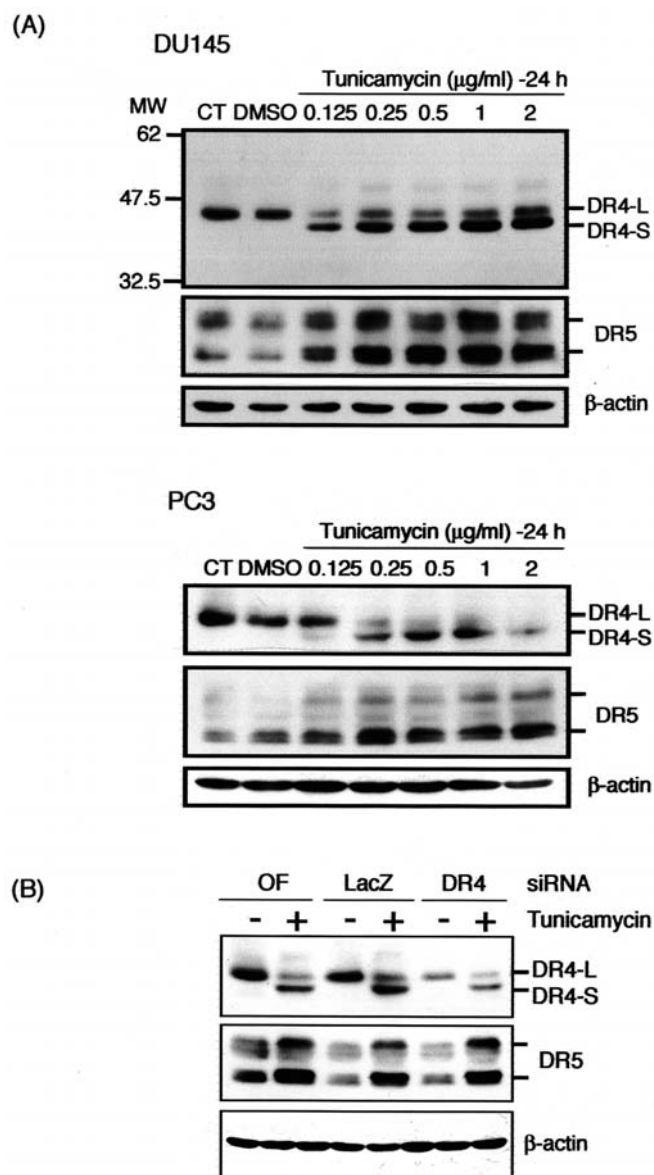 (A)
DU145
Tunicamycin (μg/ml) -24 h
MW CT DMSO 0.125 0.25 0.5 1 2
62
47.5
DR4-L
DR4-S
32.5
DR5
β-actin
PC3
Tunicamycin (μg/ml) -24 h
CT DMSO 0.125 0.25 0.5 1 2
DR4-L
DR4-S
DR5
β-actin
(B)
OF LacZ DR4 siRNA
- + - + - + Tunicamycin
DR4-L
DR4-S
DR5
β-actin